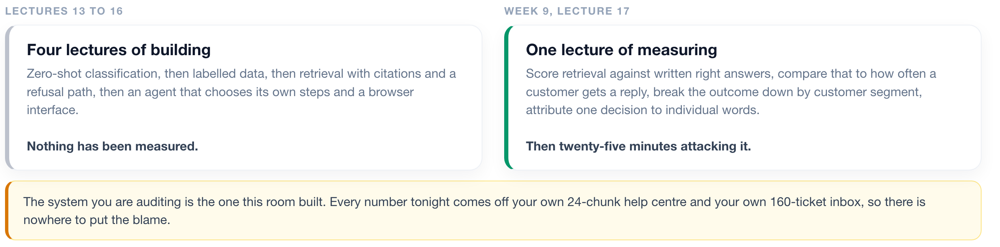 LECTURES 13 TO 16
Four lectures of building
Zero-shot classification, then labelled data, then retrieval with citations and a
refusal path, then an agent that chooses its own steps and a browser
interface.
Nothing has been measured.
WEEK 9, LECTURE 17
One lecture of measuring
Score retrieval against written right answers, compare that to how often a
customer gets a reply, break the outcome down by customer segment,
attribute one decision to individual words.
Then twenty-five minutes attacking it.
The system you are auditing is the one this room built. Every number tonight comes off your own 24-chunk help centre and your own 160-ticket inbox, so there is
nowhere to put the blame.